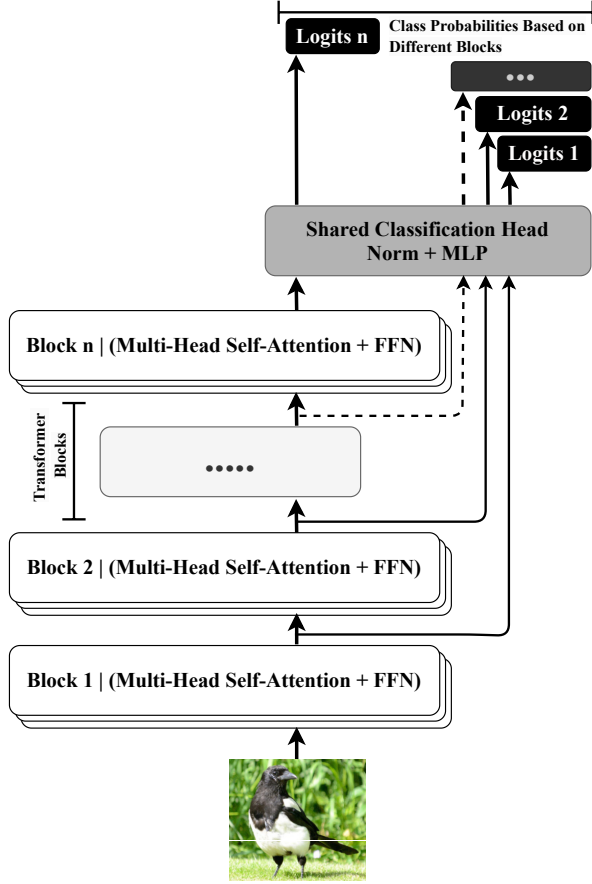 Logits n
Class Probabilities Based on
Different Blocks
•••
Logits 2
Logits 1
Shared Classification Head
Norm + MLP
Block n | (Multi-Head Self-Attention + FFN)
Transformer
Blocks
•••••
Block 2 | (Multi-Head Self-Attention + FFN)
Block 1 | (Multi-Head Self-Attention + FFN)